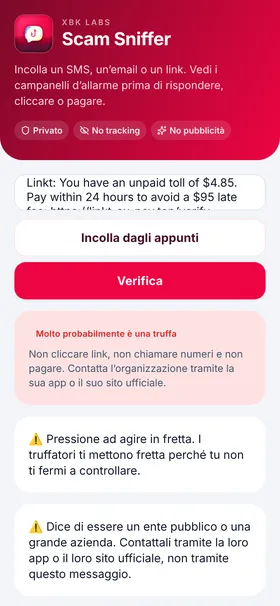 XBK LABS
Scam Sniffer
Incolla un SMS, un'email o un link. Vedi i
campanelli d'allarme prima di rispondere,
cliccare o pagare.
Privato
No tracking
No pubblicità
Linkt: You have an unpaid toll of $4.85.
Pay within 24 hours to avoid a $95 late
Incolla dagli appunti
Verifica
Molto probabilmente è una truffa
Non cliccare link, non chiamare numeri e non
pagare. Contatta l'organizzazione tramite la
sua app o il suo sito ufficiale.
⚠️ Pressione ad agire in fretta. I
truffatori ti mettono fretta perché tu non
ti fermi a controllare.
⚠️ Dice di essere un ente pubblico o una
grande azienda. Contattali tramite la loro
app o il loro sito ufficiale, non tramite
questo messaggio.